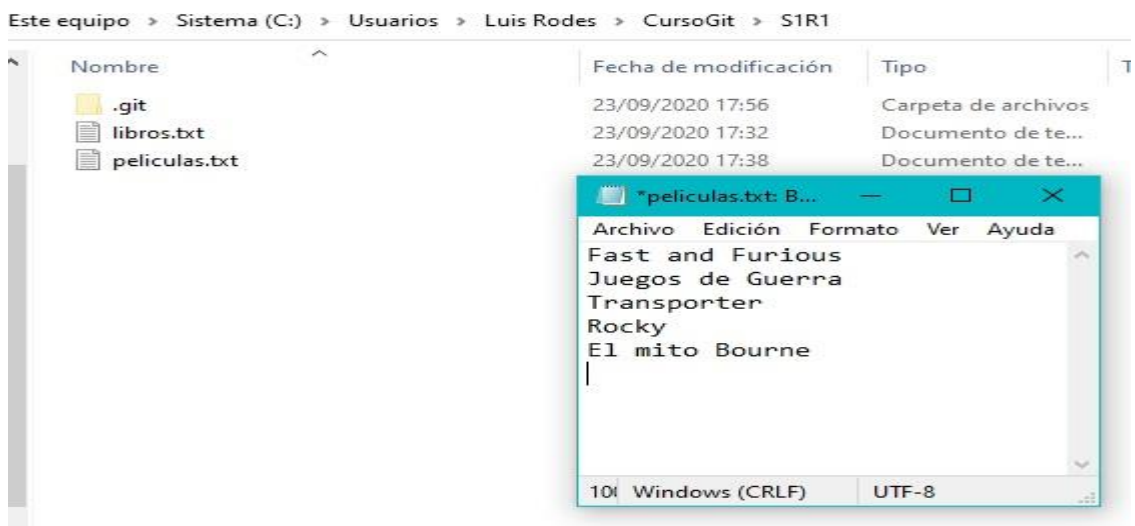 Este equipo > Sistema (C:) > Usuarios > Luis Rodes > CursoGit > S1R1
Nombre Fecha de modificación Tipo T
.git 23/09/2020 17:56 Carpeta de archivos
libros.txt 23/09/2020 17:32 Documento de te...
peliculas.txt 23/09/2020 17:38 Documento de te...
*peliculas.txt: B...
Archivo Edición Formato Ver Ayuda
Fast and Furious
Juegos de Guerra
Transporter
Rocky
El mito Bourne
Windows (CRLF) UTF-8